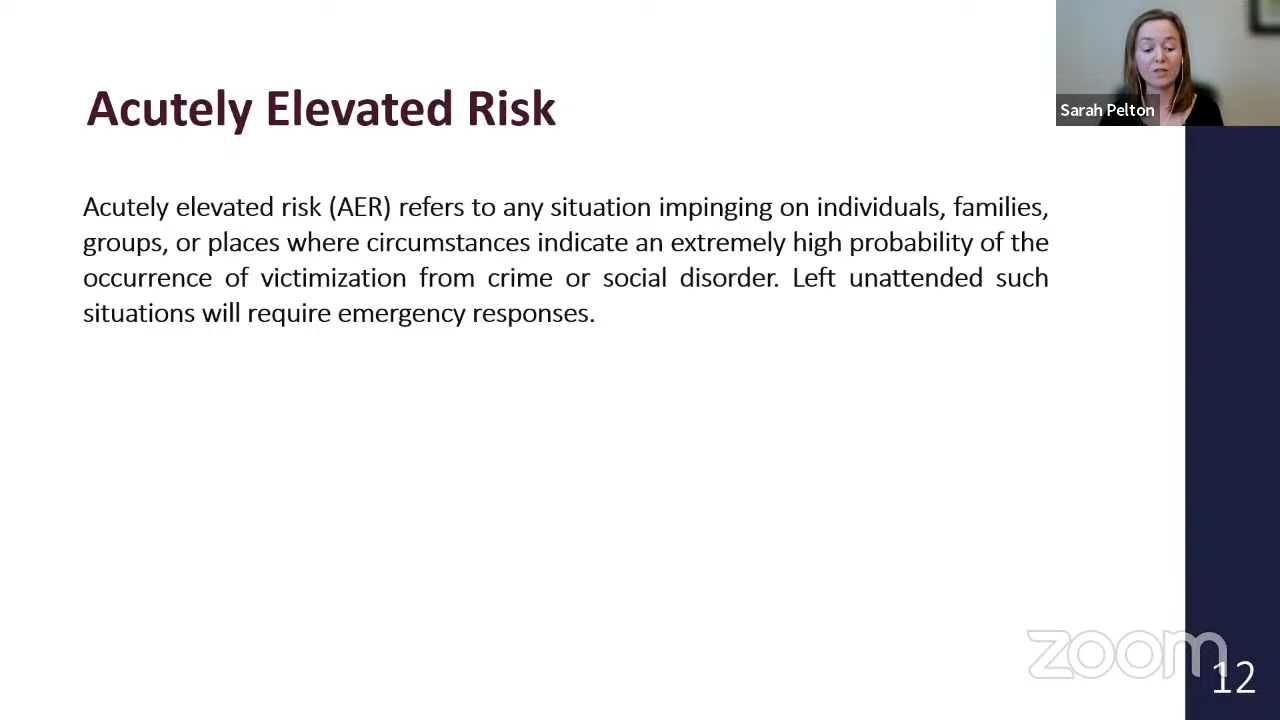 Acutely Elevated Risk
Sarah Pelton
Acutely elevated risk (AER) refers to any situation impinging on individuals, families,
groups, or places where circumstances indicate an extremely high probability of the
occurrence of victimization from crime or social disorder. Left unattended such
situations will require emergency responses.
zoom
12